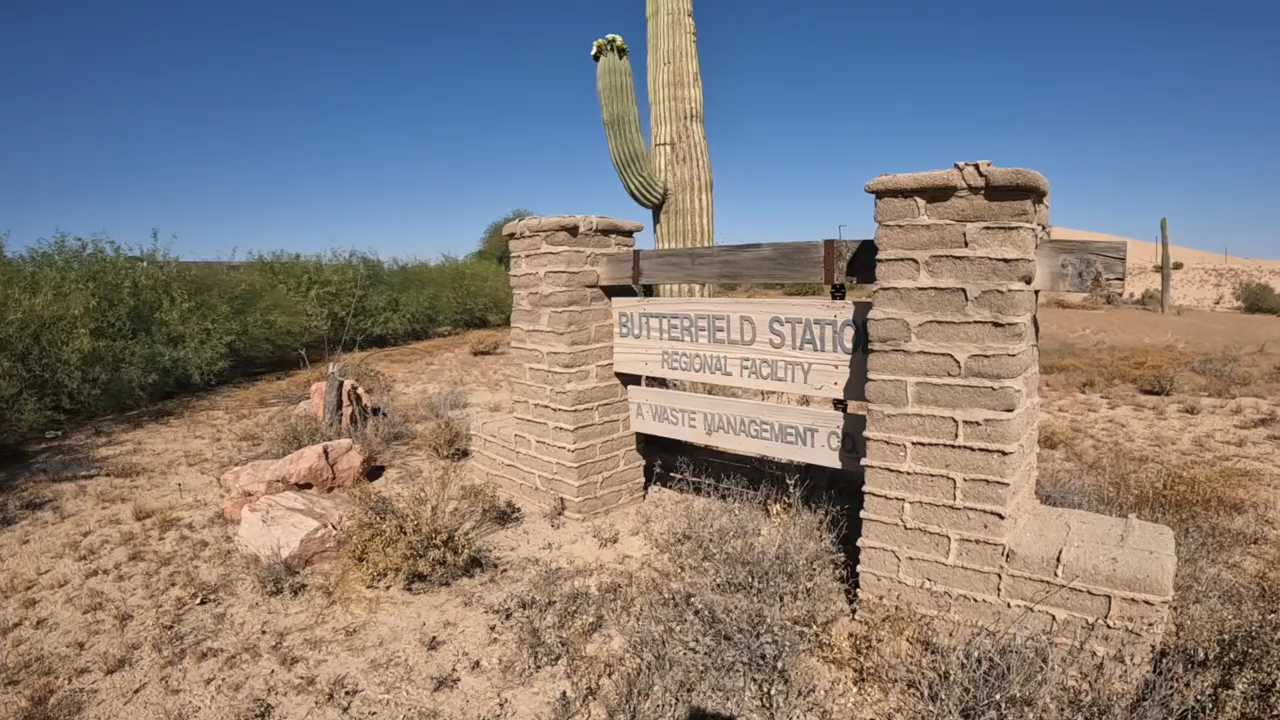 BUTTERFIELD STATIO
REGIONAL FACILITY
A WASTE MANAGEMENT CO.